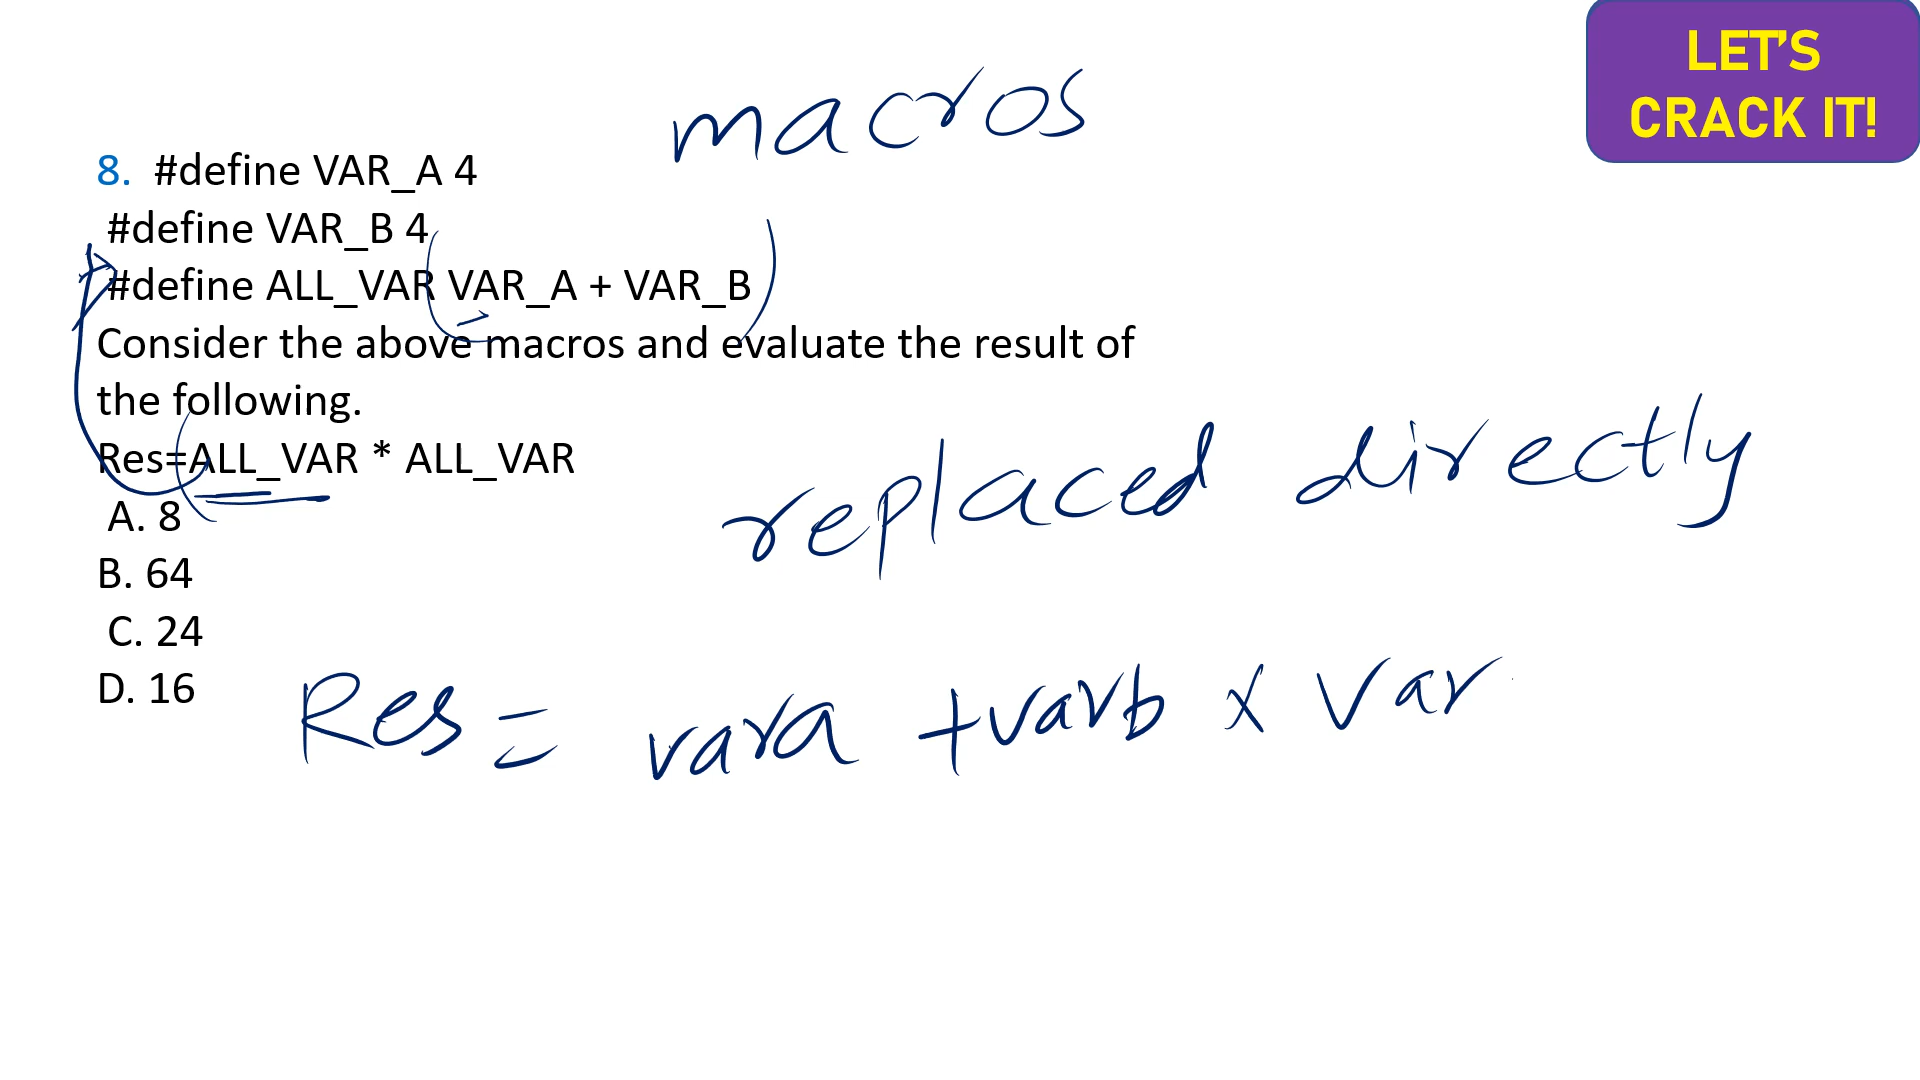 LET'S
CRACK IT!
macros
8. #define VAR_A 4
#define VAR_B 4
#define ALL_VAR VAR_A + VAR_B
Consider the above macros and evaluate the result of
the following.
Res=ALL_VAR * ALL_VAR
replaced directly
A. 8
B. 64
C. 24
D. 16
Res = vara + varb x Var